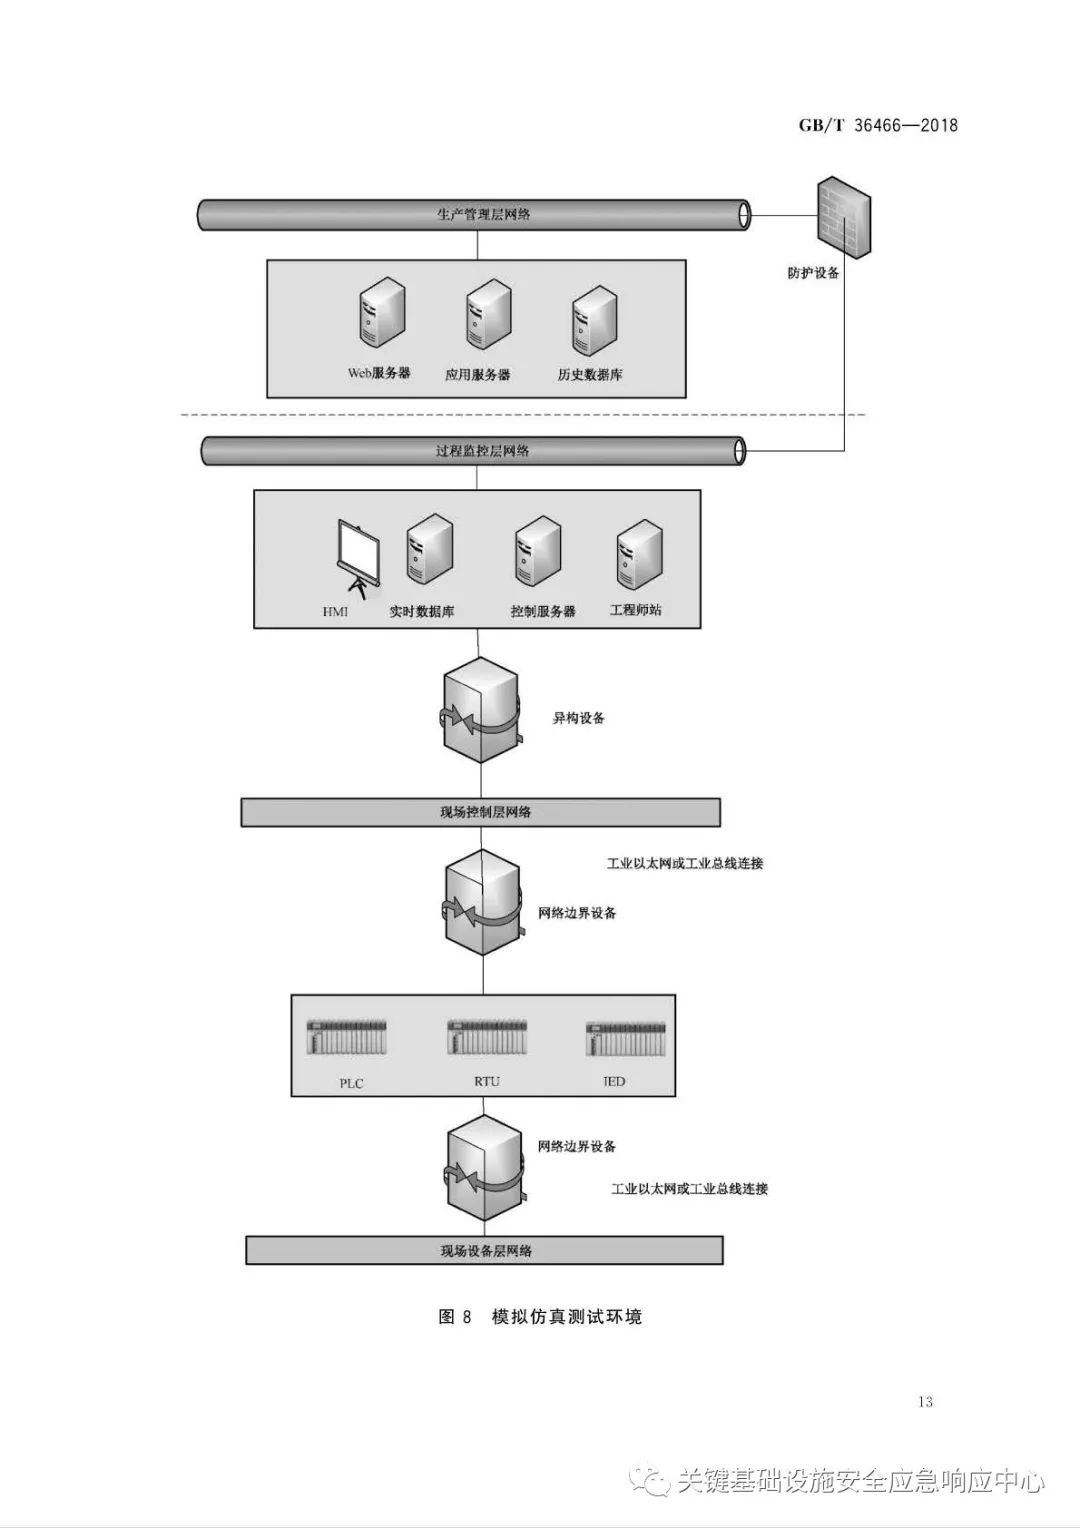 GB/T 36466—2018
生产管理层网络
防护设备
Web服务器 应用服务器 历史数据库
过程监控层网络
HMI 实时数据库 控制服务器 工程师站
异构设备
现场控制层网络
工业以太网或工业总线连接
网络边界设备
PLC RTU IED
网络边界设备
工业以太网或工业总线连接
现场设备层网络
图 8 模拟仿真测试环境
13
关键基础设施安全应急响应中心